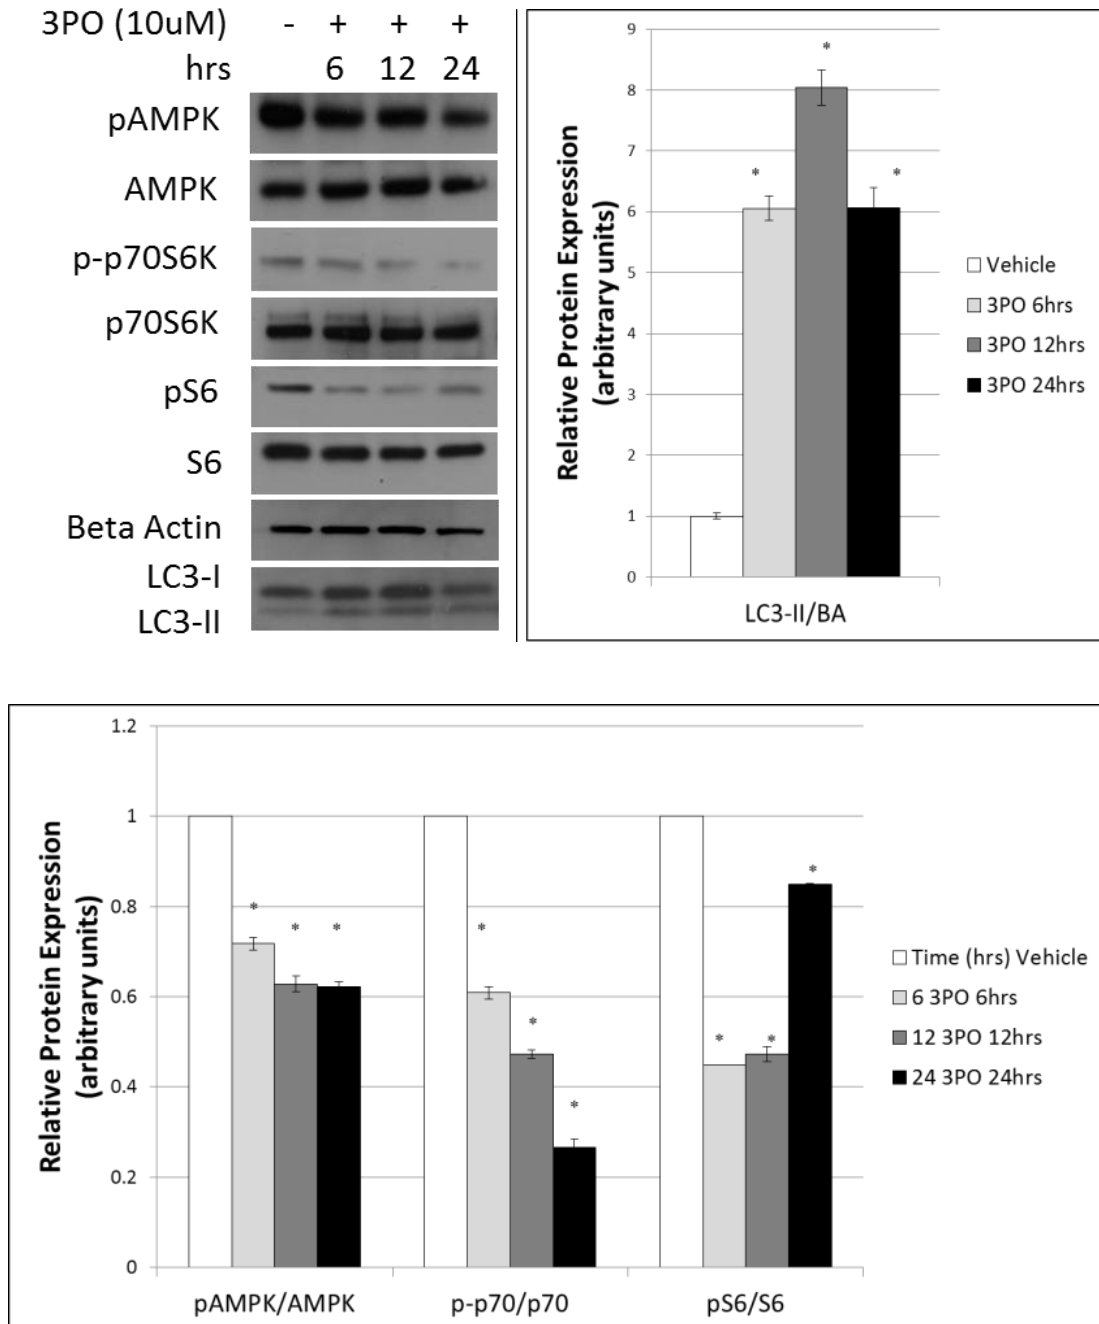 3PO (10uM) - + + +
hrs 6 12 24
pAMPK
AMPK
p-p70S6K
p70S6K
pS6
S6
Beta Actin
LC3-I
LC3-II
Relative Protein Expression
(arbitrary units)
9
8
7
6
5
4
3
2
1
0
*
*
*
LC3-II/BA
Vehicle
3PO 6hrs
3PO 12hrs
3PO 24hrs
Relative Protein Expression
(arbitrary units)
1.2
1
0.8
0.6
0.4
0.2
0
* * *
* * *
* * *
pAMPK/AMPK p-p70/p70 pS6/S6
Time (hrs) Vehicle
6 3PO 6hrs
12 3PO 12hrs
24 3PO 24hrs